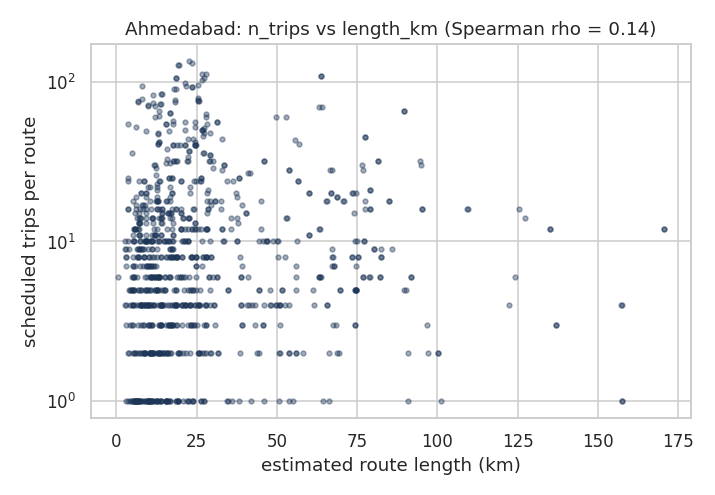 Ahmedabad: n_trips vs length_km (Spearman rho = 0.14)
scheduled trips per route
10²
10¹
10⁰
0 25 50 75 100 125 150 175
estimated route length (km)